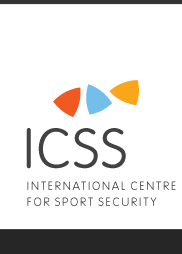 ICSS
INTERNATIONAL CENTRE
FOR SPORT SECURITY